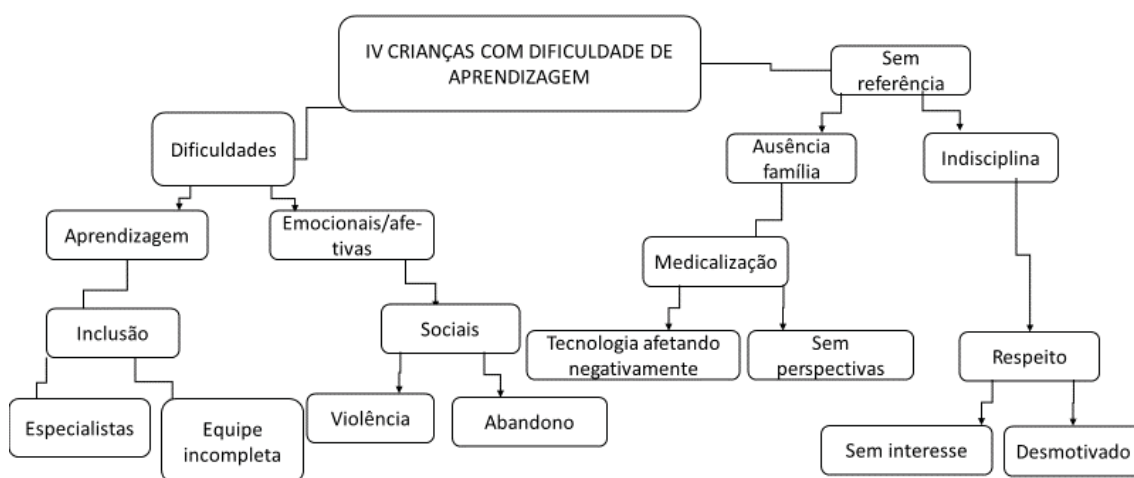 IV CRIANÇAS COM DIFICULDADE DE
APRENDIZAGEM
Sem
referência
Dificuldades
Ausência
família
Indisciplina
Aprendizagem
Emocionais/afe-
tivas
Medicalização
Inclusão
Sociais
Tecnologia afetando
negativamente
Sem
perspectivas
Respeito
Especialistas
Equipe
incompleta
Violência
Abandono
Sem interesse
Desmotivado